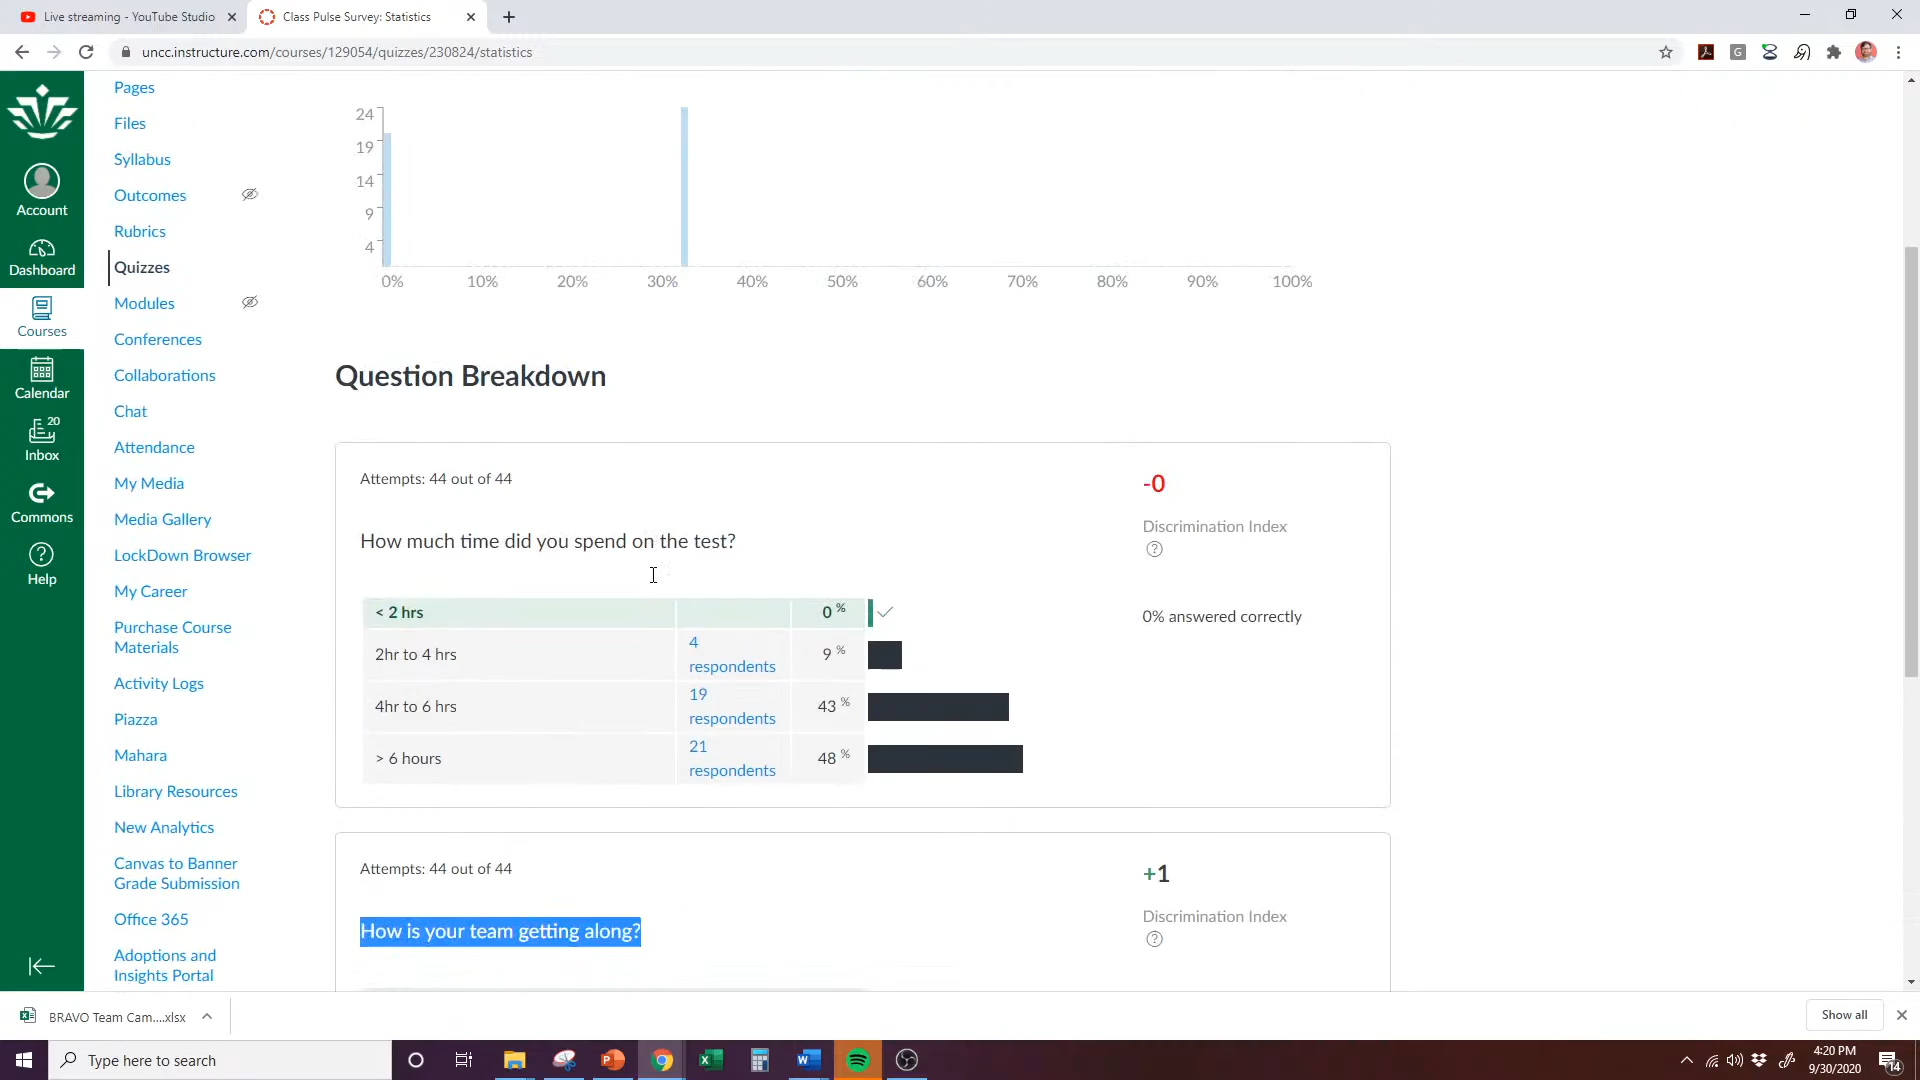 Live streaming - YouTube Studio
Class Pulse Survey: Statistics
uncc.instructure.com/courses/129054/quizzes/230824/statistics
Account
Dashboard
Courses
Calendar
20
Inbox
Commons
Help
Pages
Files
Syllabus
Outcomes
Rubrics
Quizzes
Modules
Conferences
Collaborations
Chat
Attendance
My Media
Media Gallery
LockDown Browser
My Career
Purchase Course
Materials
Activity Logs
Piazza
Mahara
Library Resources
New Analytics
Canvas to Banner
Grade Submission
Office 365
Adoptions and
Insights Portal
24
19
14
9
4
0% 10% 20% 30% 40% 50% 60% 70% 80% 90% 100%
Question Breakdown
Attempts: 44 out of 44
-0
Discrimination Index
?
How much time did you spend on the test?
< 2 hrs 0 %
0% answered correctly
2hr to 4 hrs 4 respondents 9 %
4hr to 6 hrs 19 respondents 43 %
> 6 hours 21 respondents 48 %
Attempts: 44 out of 44
+1
Discrimination Index
?
How is your team getting along?
BRAVO Team Cam....xlsx
Show all
Type here to search
4:20 PM
9/30/2020
14